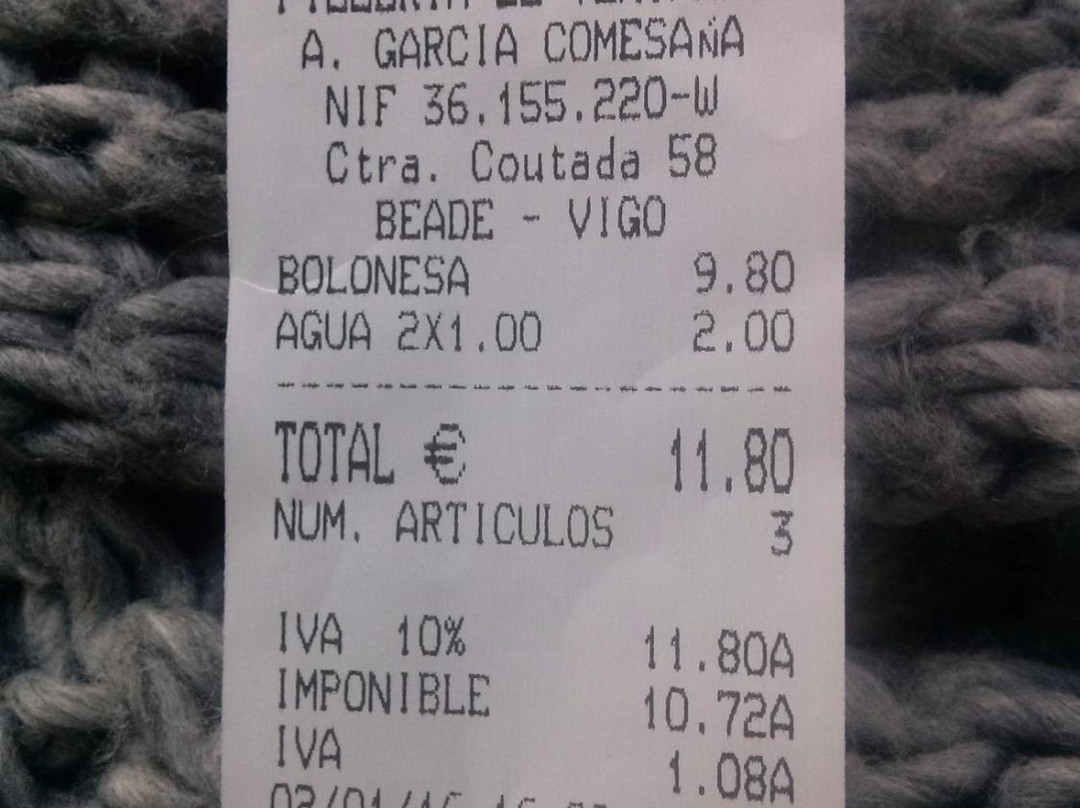 A. GARCIA COMESAÑA
NIF 36.155.220-W
Ctra. Coutada 58
BEADE - VIGO
BOLONESA 9.80
AGUA 2X1.00 2.00
TOTAL € 11.80
NUM. ARTICULOS 3
IVA 10% 11.80A
IMPONIBLE 10.72A
IVA 1.08A